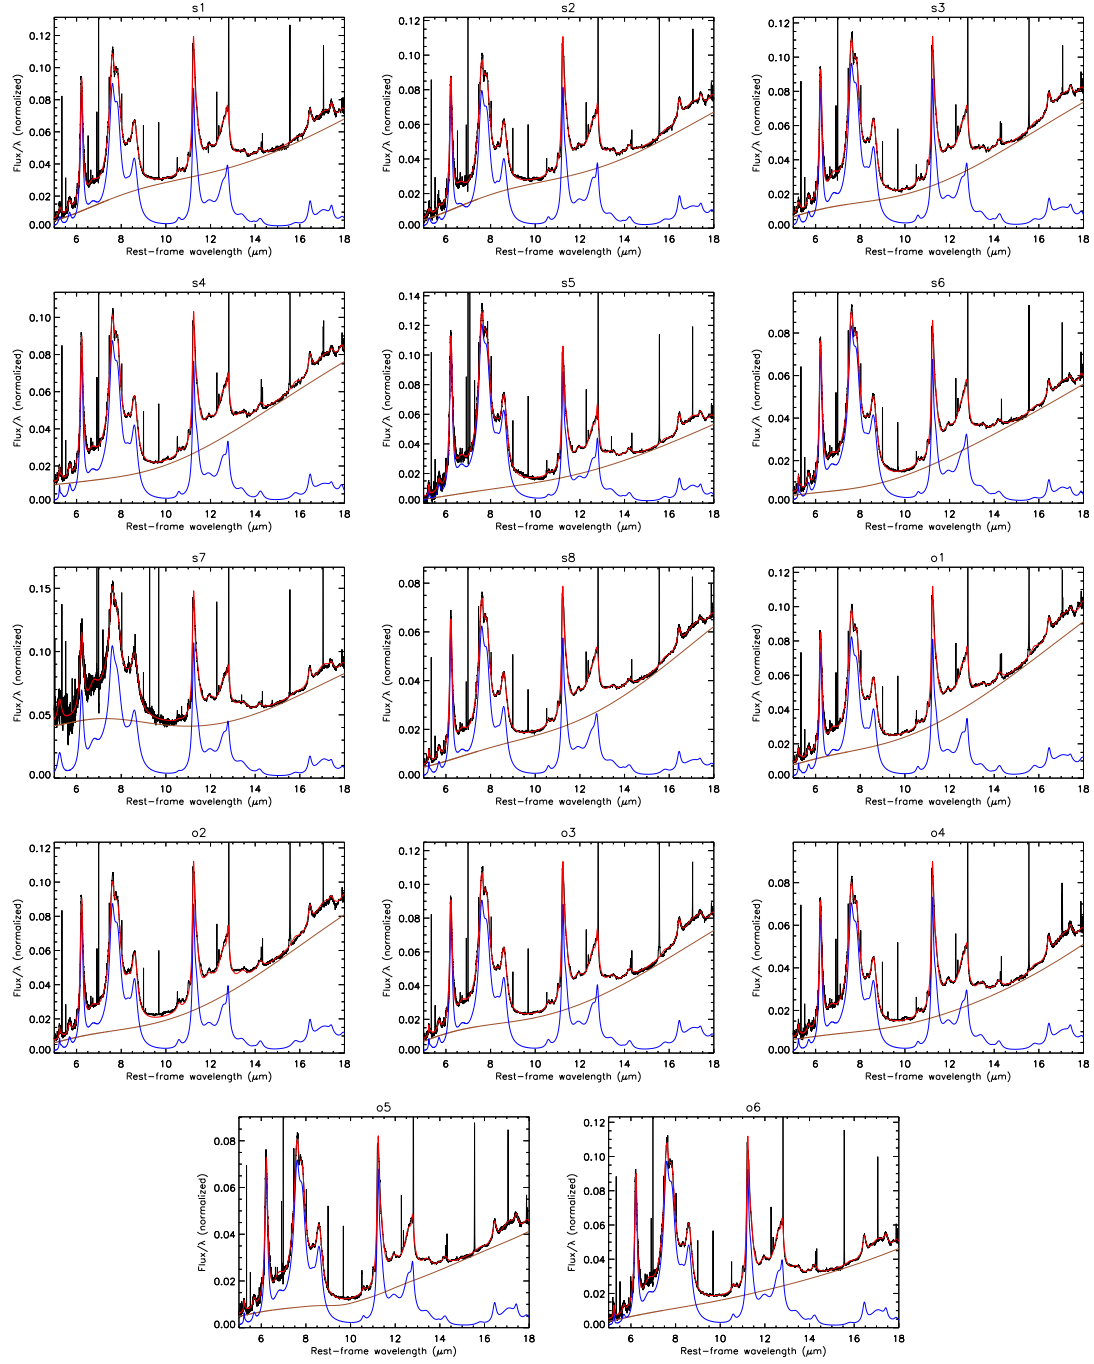 s1
0.12
0.10
0.08
0.06
0.04
0.02
0.00
Flux/λ (normalized)
6 8 10 12 14 16 18
Rest-frame wavelength (μm)
s2
0.12
0.10
0.08
0.06
0.04
0.02
0.00
Flux/λ (normalized)
6 8 10 12 14 16 18
Rest-frame wavelength (μm)
s3
0.12
0.10
0.08
0.06
0.04
0.02
0.00
Flux/λ (normalized)
6 8 10 12 14 16 18
Rest-frame wavelength (μm)
s4
0.10
0.08
0.06
0.04
0.02
0.00
Flux/λ (normalized)
6 8 10 12 14 16 18
Rest-frame wavelength (μm)
s5
0.14
0.12
0.10
0.08
0.06
0.04
0.02
0.00
Flux/λ (normalized)
6 8 10 12 14 16 18
Rest-frame wavelength (μm)
s6
0.08
0.06
0.04
0.02
0.00
Flux/λ (normalized)
6 8 10 12 14 16 18
Rest-frame wavelength (μm)
s7
0.15
0.10
0.05
0.00
Flux/λ (normalized)
6 8 10 12 14 16 18
Rest-frame wavelength (μm)
s8
0.08
0.06
0.04
0.02
0.00
Flux/λ (normalized)
6 8 10 12 14 16 18
Rest-frame wavelength (μm)
o1
0.12
0.10
0.08
0.06
0.04
0.02
0.00
Flux/λ (normalized)
6 8 10 12 14 16 18
Rest-frame wavelength (μm)
o2
0.12
0.10
0.08
0.06
0.04
0.02
0.00
Flux/λ (normalized)
6 8 10 12 14 16 18
Rest-frame wavelength (μm)
o3
0.12
0.10
0.08
0.06
0.04
0.02
0.00
Flux/λ (normalized)
6 8 10 12 14 16 18
Rest-frame wavelength (μm)
o4
0.08
0.06
0.04
0.02
0.00
Flux/λ (normalized)
6 8 10 12 14 16 18
Rest-frame wavelength (μm)
o5
0.08
0.06
0.04
0.02
0.00
Flux/λ (normalized)
6 8 10 12 14 16 18
Rest-frame wavelength (μm)
o6
0.12
0.10
0.08
0.06
0.04
0.02
0.00
Flux/λ (normalized)
6 8 10 12 14 16 18
Rest-frame wavelength (μm)